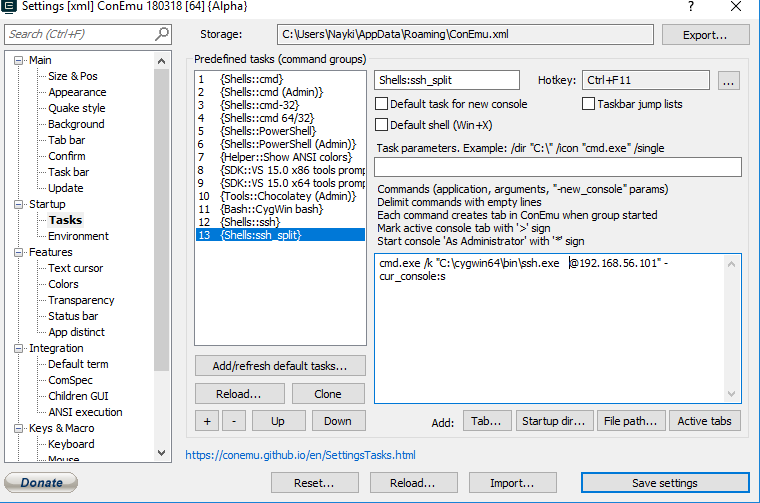 Settings [xml] ConEmu 180318 [64] {Alpha}
?
Search (Ctrl+F)
Main
Size & Pos
Appearance
Quake style
Background
Tab bar
Confirm
Task bar
Update
Startup
Tasks
Environment
Features
Text cursor
Colors
Transparency
Status bar
App distinct
Integration
Default term
ComSpec
Children GUI
ANSI execution
Keys & Macro
Keyboard
Mouse
Storage:
C:\Users\Nayki\AppData\Roaming\ConEmu.xml
Export...
Predefined tasks (command groups)
1 {Shells::cmd}
2 {Shells::cmd (Admin)}
3 {Shells::cmd-32}
4 {Shells::cmd 64/32}
5 {Shells::PowerShell}
6 {Shells::PowerShell (Admin)}
7 {Helper::Show ANSI colors}
8 {SDK::VS 15.0 x86 tools promp
9 {SDK::VS 15.0 x64 tools promp
10 {Tools::Chocolatey (Admin)}
11 {Bash::CygWin bash}
12 {Shells::ssh}
13 {Shells:ssh_split}
Add/refresh default tasks...
Reload...
Clone
+
-
Up
Down
Shells:ssh_split
Hotkey:
Ctrl+F11
...
Default task for new console
Taskbar jump lists
Default shell (Win+X)
Task parameters. Example: /dir "C:\" /icon "cmd.exe" /single
Commands (application, arguments, "-new_console" params)
Delimit commands with empty lines
Each command creates tab in ConEmu when group started
Mark active console tab with '>' sign
Start console 'As Administrator' with '*' sign
cmd.exe /k "C:\cygwin64\bin\ssh.exe @192.168.56.101" -
cur_console:s
Add:
Tab...
Startup dir...
File path...
Active tabs
https://conemu.github.io/en/SettingsTasks.html
Donate
Reset...
Reload...
Import...
Save settings